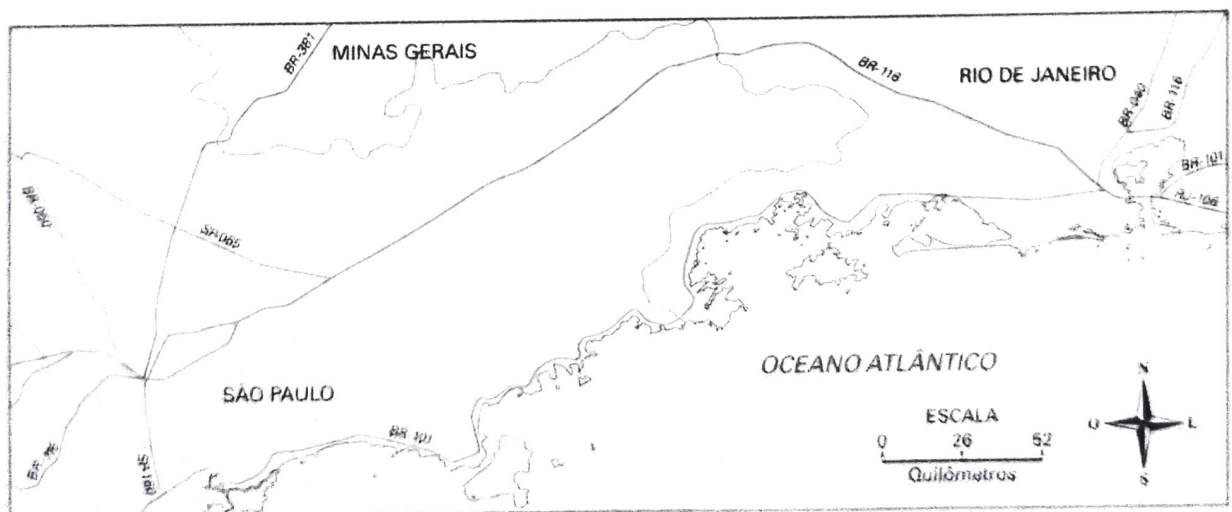 BR-381
MINAS GERAIS
BR-116
RIO DE JANEIRO
BR-040
BR-116
BR-101
RJ-106
SP-065
OCEANO ATLÂNTICO
SÃO PAULO
ESCALA
0 26 52
Quilômetros
N
O L
S
BR 101